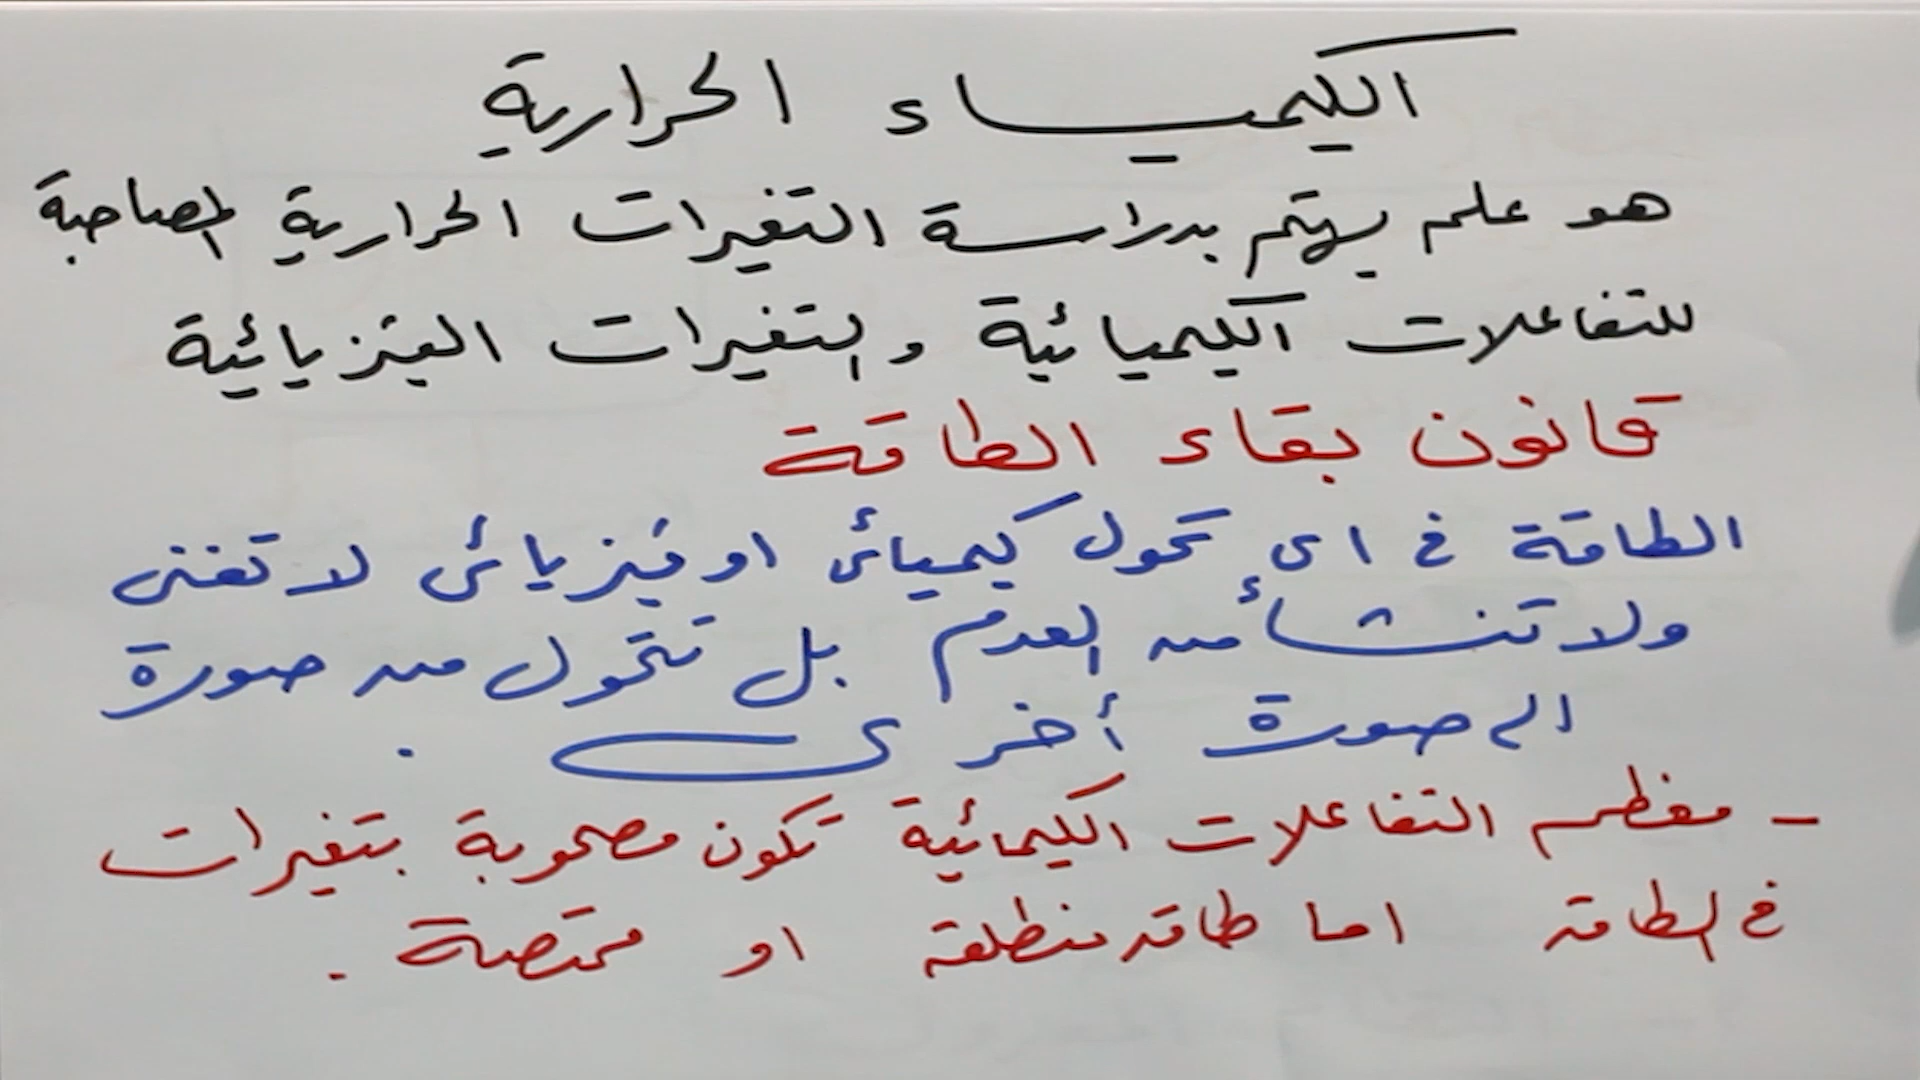 الكيمياء الحرارية
هو علم يهتم بدراسة التغيرات الحرارية المصاحبة
للتفاعلات الكيميائية والتغيرات الفيزيائية
قانون بقاء الطاقة
الطاقة في اى تحول كيميائى او فيزيائى لا تفنى
ولا تنشأ من العدم بل تتحول من صورة
الى صورة أخرى .
- معظم التفاعلات الكيمائية تكون مصحوبة بتغيرات
في الطاقة اما طاقة منطلقة او ممتصة .